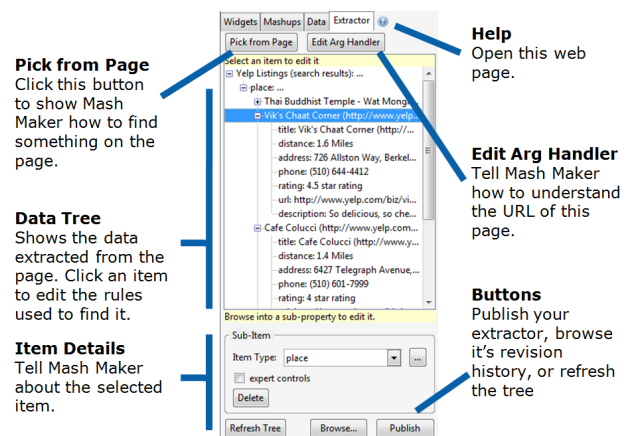 Widgets Mashups Data Extractor
Pick from Page Edit Arg Handler
Select an item to edit it
Yelp Listings (search results): ...
place: ...
Thai Buddhist Temple - Wat Mongk...
Vik's Chaat Corner (http://www.yelp...
title: Vik's Chaat Corner (http://...
distance: 1.6 Miles
address: 726 Allston Way, Berkel...
phone: (510) 644-4412
rating: 4.5 star rating
url: http://www.yelp.com/biz/vi...
description: So delicious, so che...
Cafe Colucci (http://www.yelp.com...
title: Cafe Colucci (http://www.y...
distance: 1.4 Miles
address: 6427 Telegraph Avenue,...
phone: (510) 601-7999
rating: 4 star rating
Browse into a sub-property to edit it.
Sub-Item
Item Type: place ...
expert controls
Delete
Refresh Tree Browse... Publish
Pick from Page
Click this button
to show Mash
Maker how to find
something on the
page.
Data Tree
Shows the data
extracted from the
page. Click an item
to edit the rules
used to find it.
Item Details
Tell Mash Maker
about the selected
item.
Help
Open this web
page.
Edit Arg Handler
Tell Mash Maker
how to understand
the URL of this
page.
Buttons
Publish your
extractor, browse
it's revision
history, or refresh
the tree